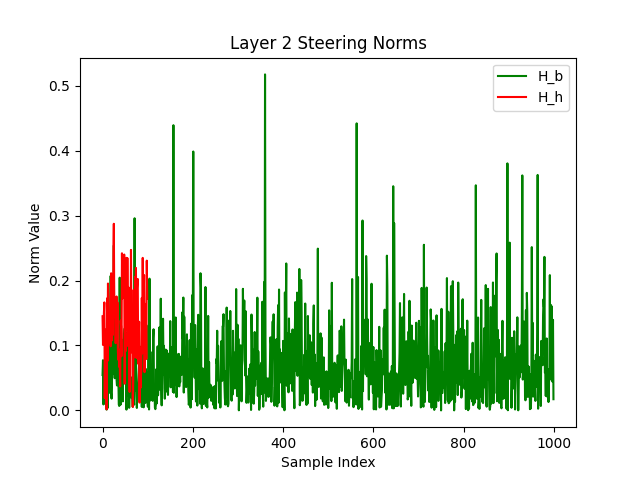 Layer 2 Steering Norms
H_b
H_h
Norm Value
0.5
0.4
0.3
0.2
0.1
0.0
0 200 400 600 800 1000
Sample Index